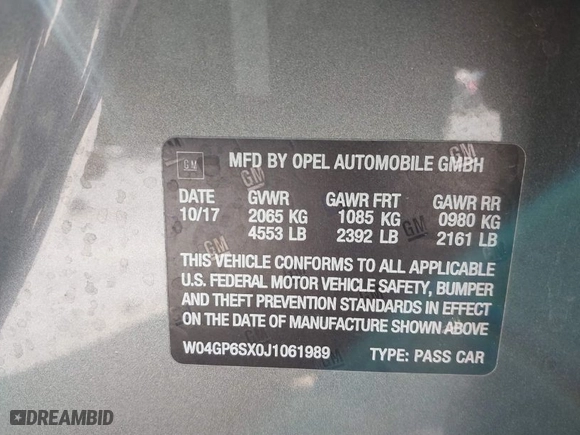 GM MFD BY OPEL AUTOMOBILE GMBH
DATE GVWR GAWR FRT GAWR RR
10/17 2065 KG 1085 KG 0980 KG
4553 LB 2392 LB 2161 LB
THIS VEHICLE CONFORMS TO ALL APPLICABLE
U.S. FEDERAL MOTOR VEHICLE SAFETY, BUMPER
AND THEFT PREVENTION STANDARDS IN EFFECT
ON THE DATE OF MANUFACTURE SHOWN ABOVE
W04GP6SX0J1061989 TYPE: PASS CAR
DREAMBID